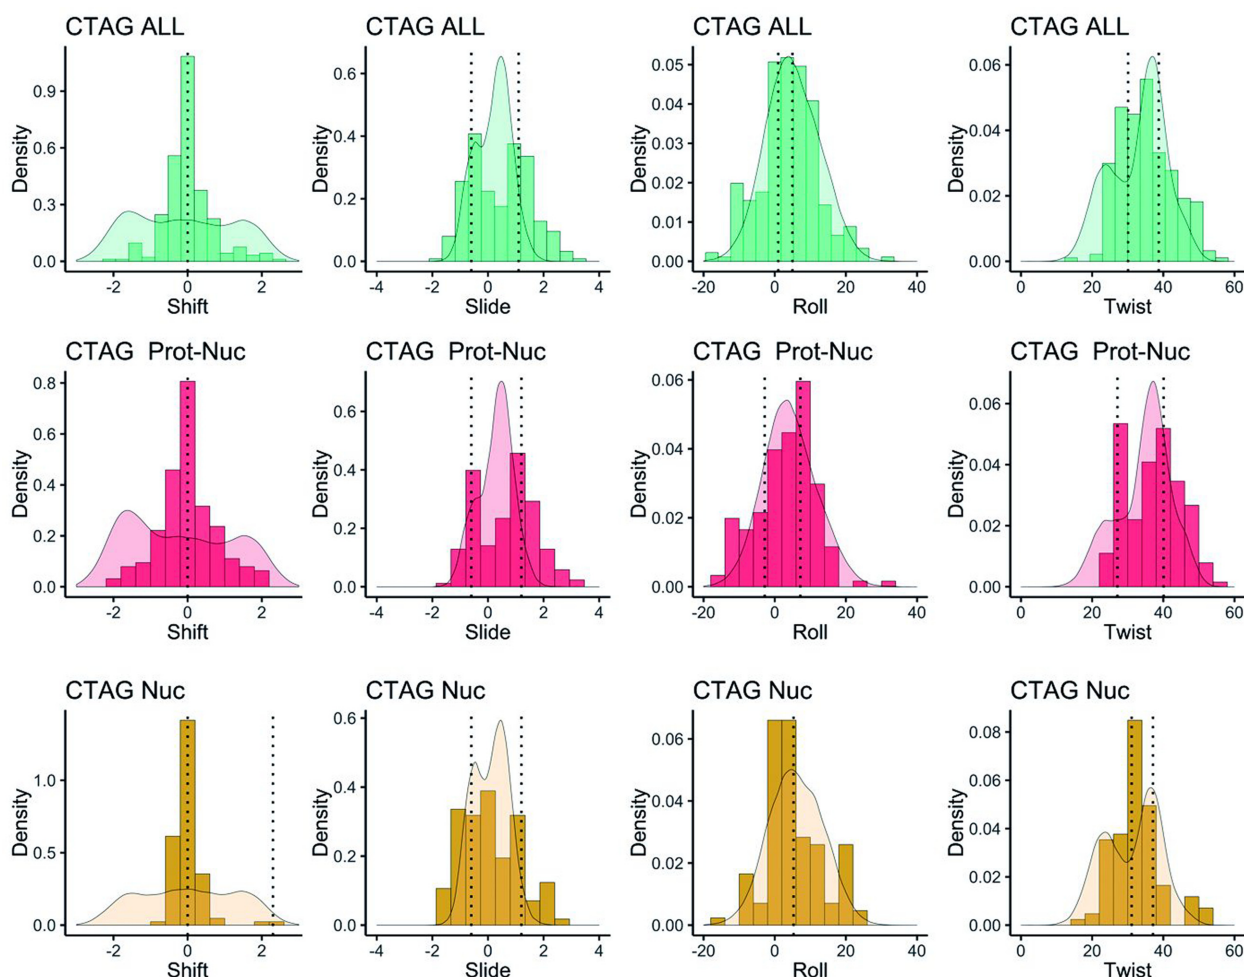 CTAG ALL
Density
0.9
0.6
0.3
0.0
-2 0 2
Shift
CTAG ALL
Density
0.6
0.4
0.2
0.0
-4 -2 0 2 4
Slide
CTAG ALL
Density
0.05
0.04
0.03
0.02
0.01
0.00
-20 0 20 40
Roll
CTAG ALL
Density
0.06
0.04
0.02
0.00
0 20 40 60
Twist
CTAG Prot-Nuc
Density
0.8
0.6
0.4
0.2
0.0
-2 0 2
Shift
CTAG Prot-Nuc
Density
0.6
0.4
0.2
0.0
-4 -2 0 2 4
Slide
CTAG Prot-Nuc
Density
0.06
0.04
0.02
0.00
-20 0 20 40
Roll
CTAG Prot-Nuc
Density
0.06
0.04
0.02
0.00
0 20 40 60
Twist
CTAG Nuc
Density
1.0
0.5
0.0
-2 0 2
Shift
CTAG Nuc
Density
0.6
0.4
0.2
0.0
-4 -2 0 2 4
Slide
CTAG Nuc
Density
0.06
0.04
0.02
0.00
-20 0 20 40
Roll
CTAG Nuc
Density
0.08
0.06
0.04
0.02
0.00
0 20 40 60
Twist